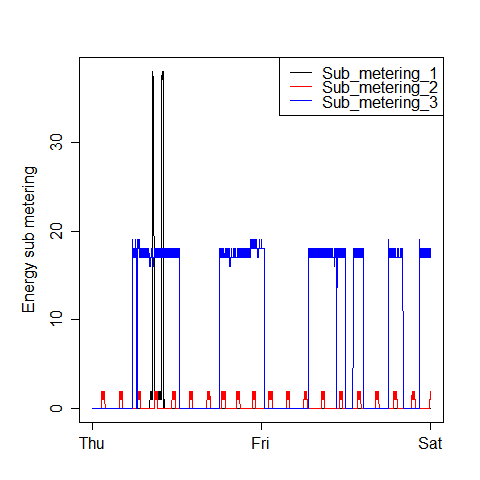 Sub_metering_1
Sub_metering_2
Sub_metering_3
Energy sub metering
30
20
10
0
Thu Fri Sat